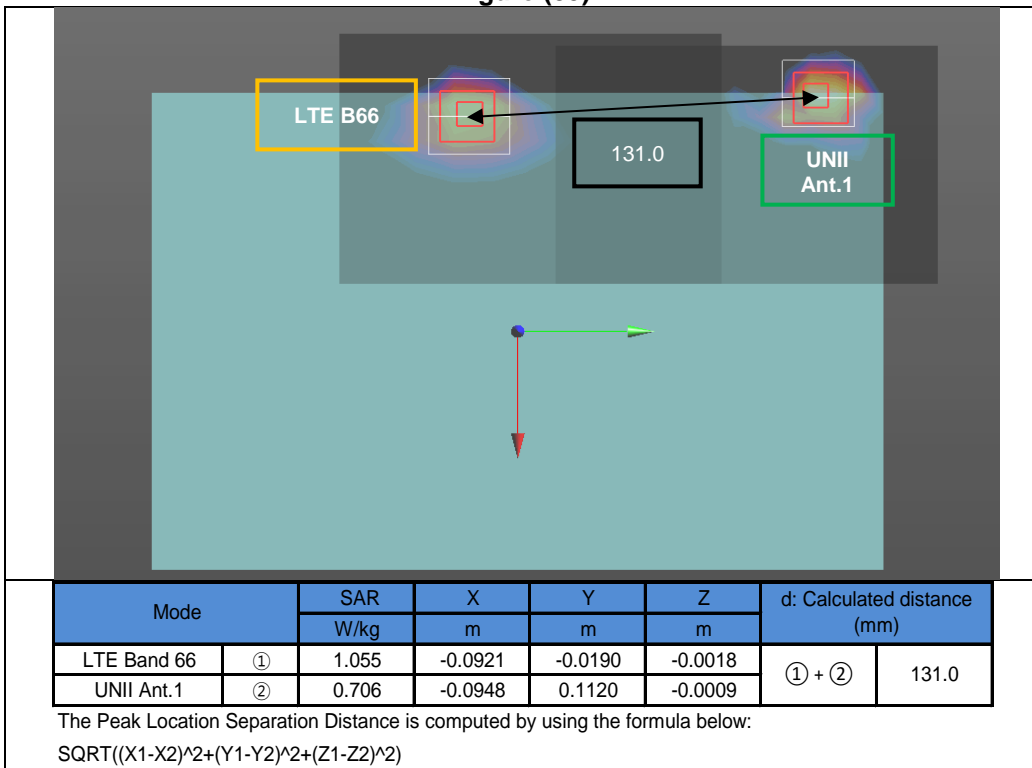 LTE B66
131.0
UNII
Ant.1
Mode SAR X Y Z d: Calculated distance
W/kg m m m (mm)
LTE Band 66 ① 1.055 -0.0921 -0.0190 -0.0018 ① + ② 131.0
UNII Ant.1 ② 0.706 -0.0948 0.1120 -0.0009
The Peak Location Separation Distance is computed by using the formula below:
SQRT((X1-X2)^2+(Y1-Y2)^2+(Z1-Z2)^2)